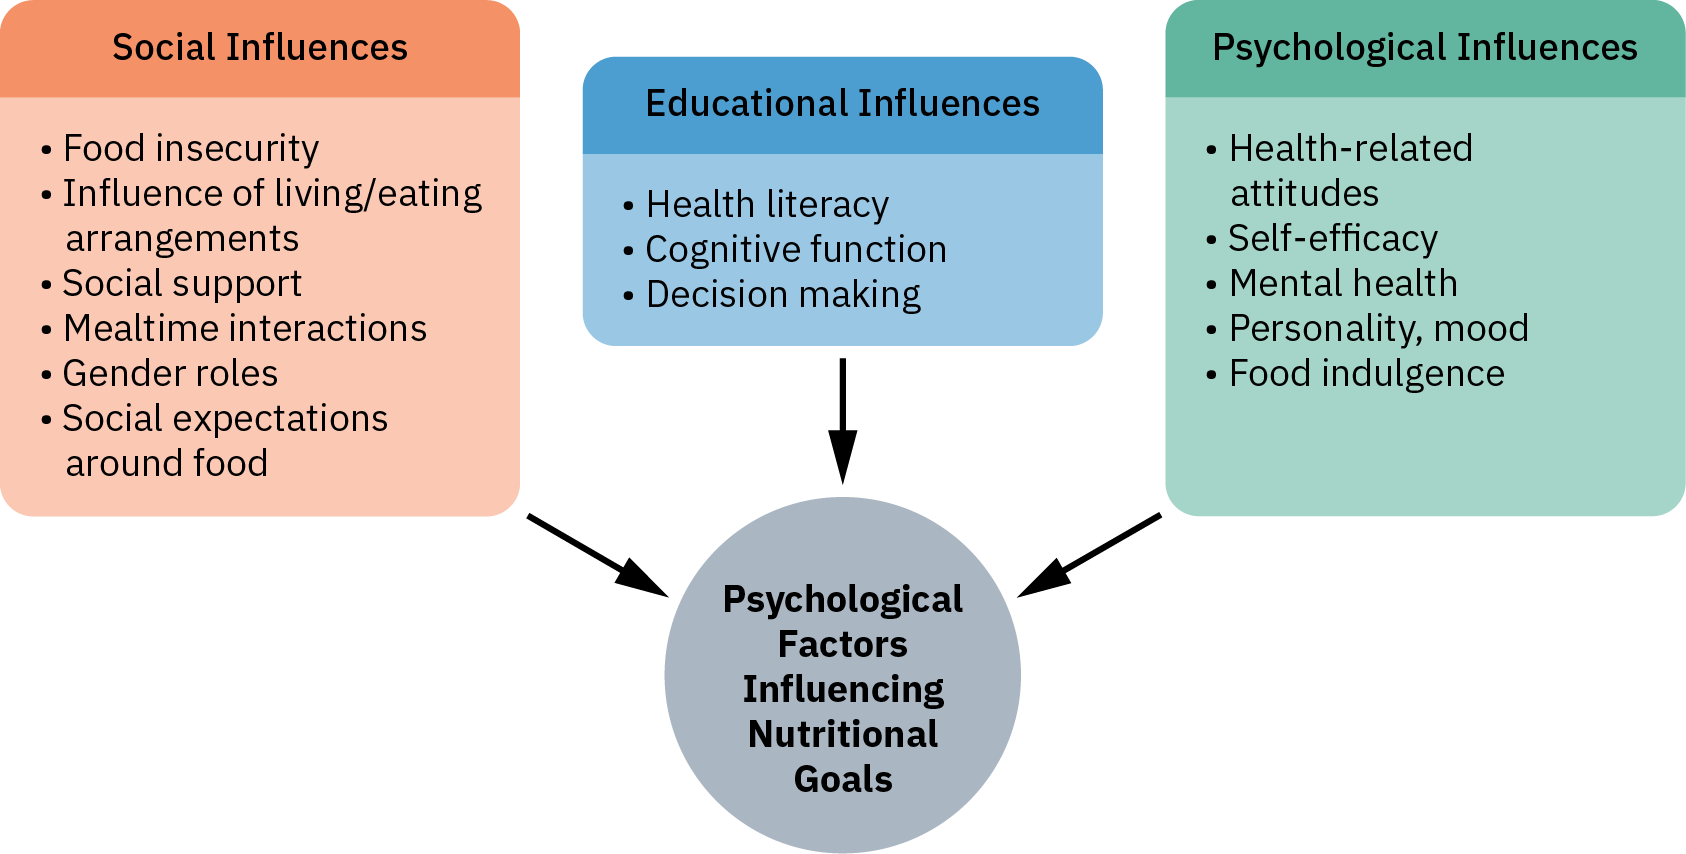 Social Influences
• Food insecurity
• Influence of living/eating
arrangements
• Social support
• Mealtime interactions
• Gender roles
• Social expectations
around food
Educational Influences
• Health literacy
• Cognitive function
• Decision making
Psychological Influences
• Health-related
attitudes
• Self-efficacy
• Mental health
• Personality, mood
• Food indulgence
Psychological
Factors
Influencing
Nutritional
Goals